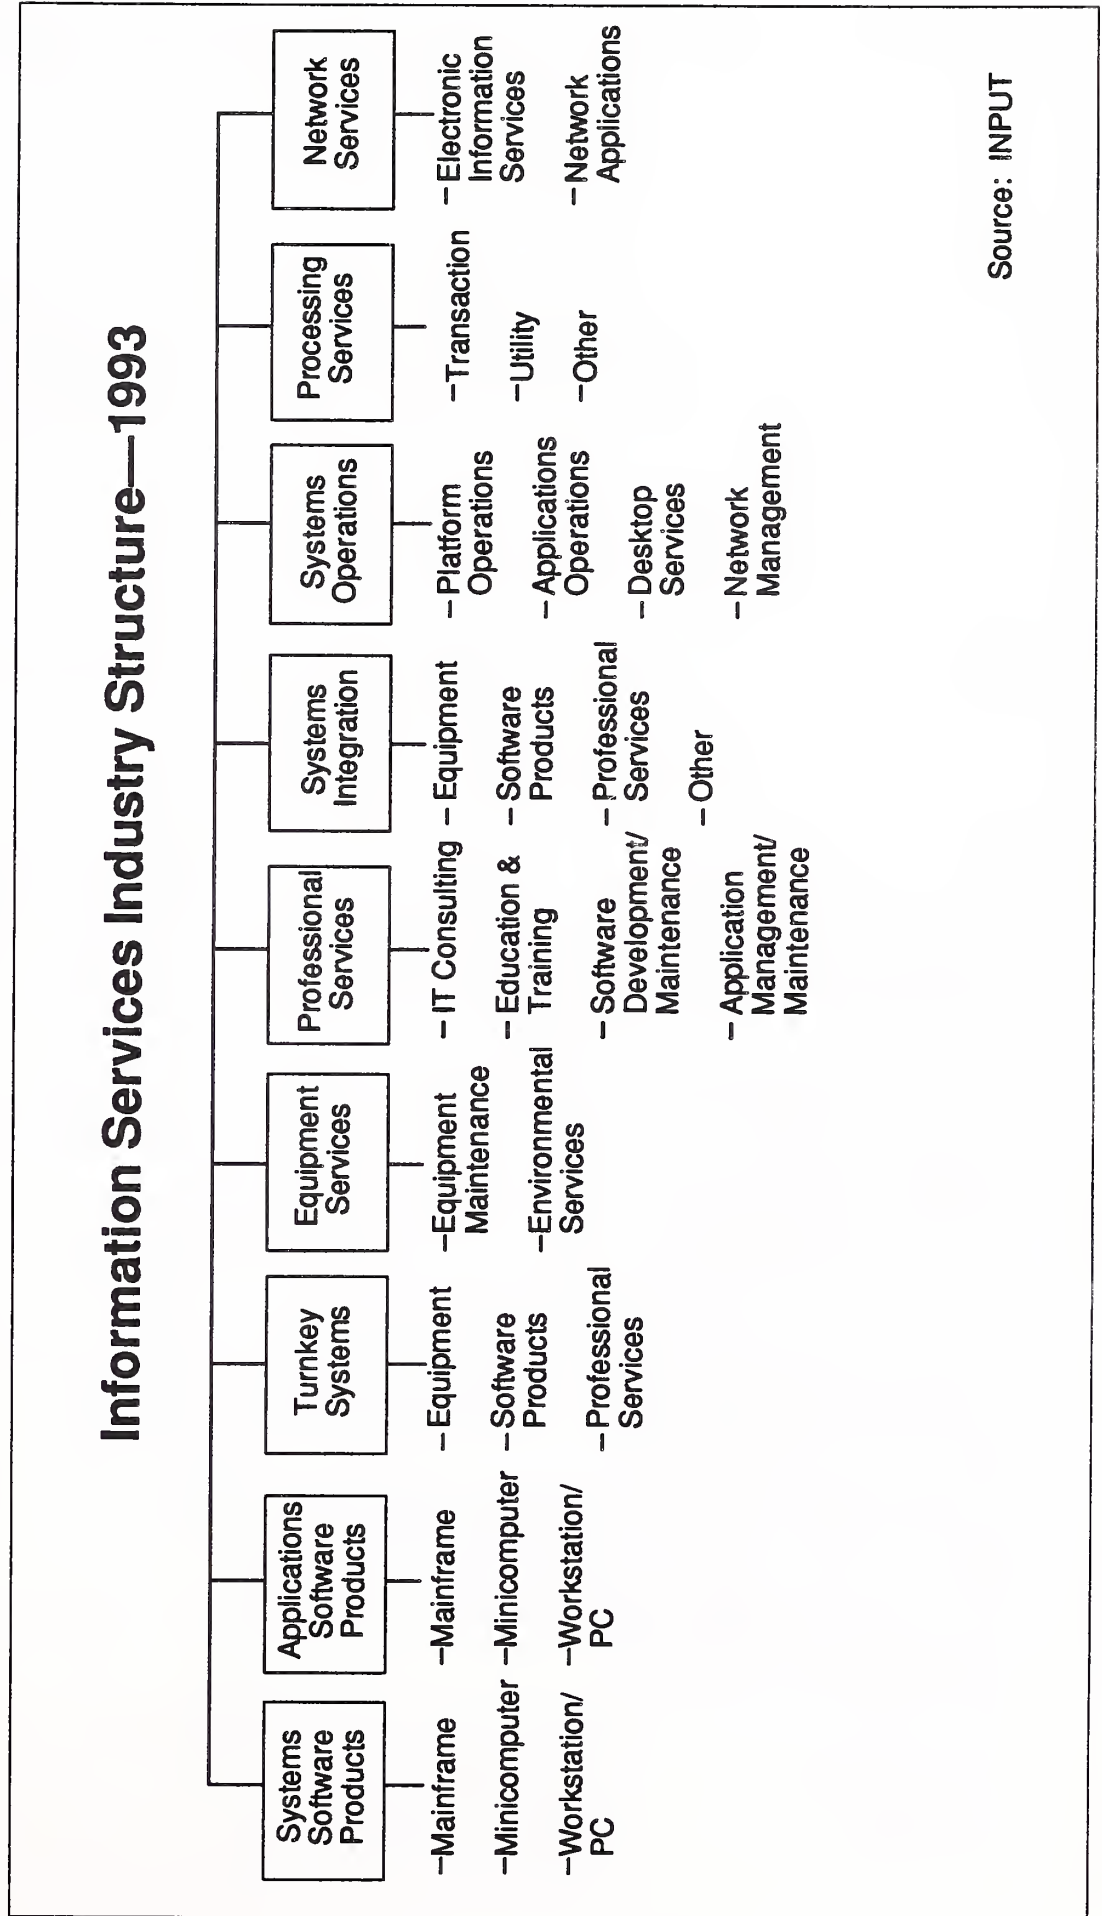 Information Services Industry Structure—1993
Systems
Software
Products
–Mainframe
–Minicomputer
–Workstation/
PC
Applications
Software
Products
–Mainframe
–Minicomputer
–Workstation/
PC
Turnkey
Systems
–Equipment
–Software
Products
–Professional
Services
Equipment
Services
–Equipment
Maintenance
–Environmental
Services
Professional
Services
– IT Consulting
– Education &
Training
– Software
Development/
Maintenance
– Application
Management/
Maintenance
Systems
Integration
– Equipment
– Software
Products
– Professional
Services
– Other
Systems
Operations
– Platform
Operations
– Applications
Operations
– Desktop
Services
– Network
Management
Processing
Services
–Transaction
–Utility
–Other
Network
Services
– Electronic
Information
Services
– Network
Applications
Source: INPUT